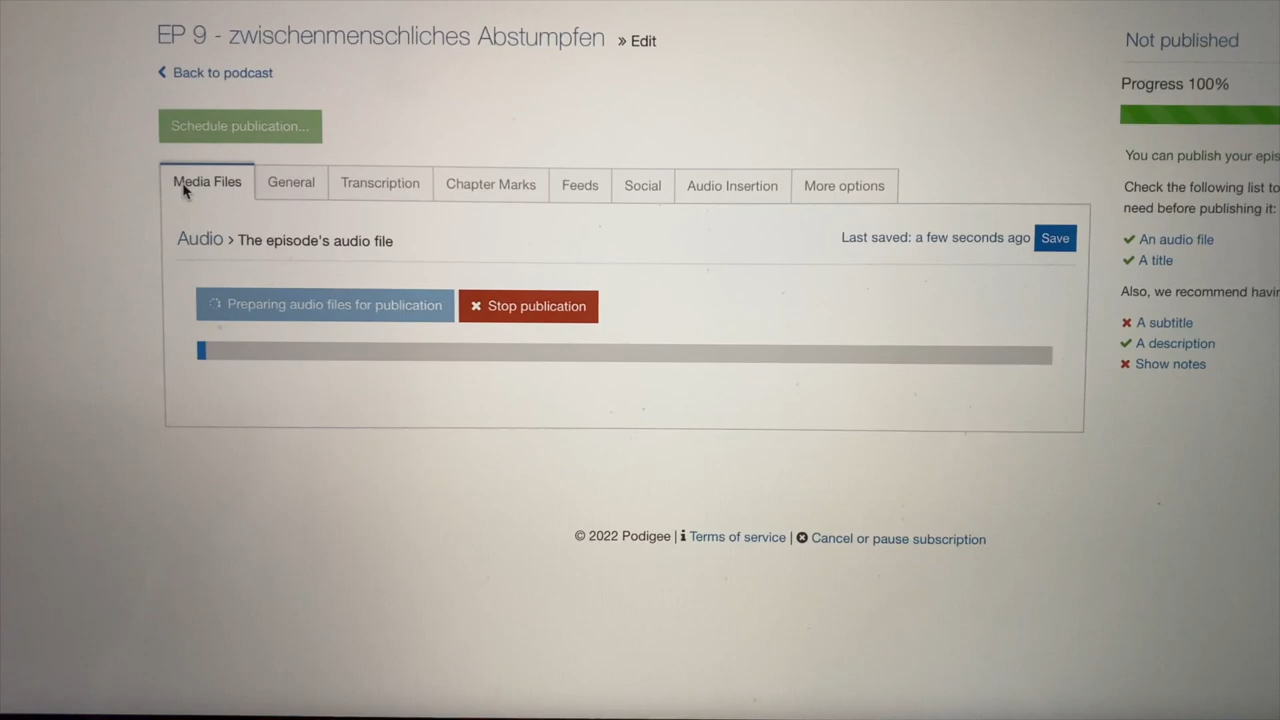 EP 9 - zwischenmenschliches Abstumpfen » Edit
Back to podcast
Schedule publication...
Media Files General Transcription Chapter Marks Feeds Social Audio Insertion More options
Audio › The episode's audio file
Last saved: a few seconds ago Save
Preparing audio files for publication Stop publication
© 2022 Podigee | Terms of service | Cancel or pause subscription
Not published
Progress 100%
You can publish your epis
Check the following list to
need before publishing it:
An audio file
A title
Also, we recommend havin
A subtitle
A description
Show notes